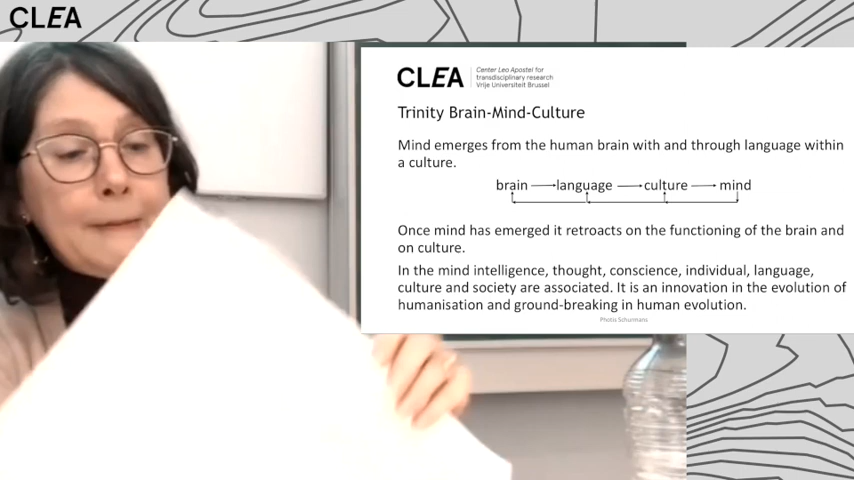 CLEA
CLEA Center Leo Apostel for
transdisciplinary research
Vrije Universiteit Brussel
Trinity Brain-Mind-Culture
Mind emerges from the human brain with and through language within
a culture.
brain language culture mind
Once mind has emerged it retroacts on the functioning of the brain and
on culture.
In the mind intelligence, thought, conscience, individual, language,
culture and society are associated. It is an innovation in the evolution of
humanisation and ground-breaking in human evolution.
Photis Schurmans